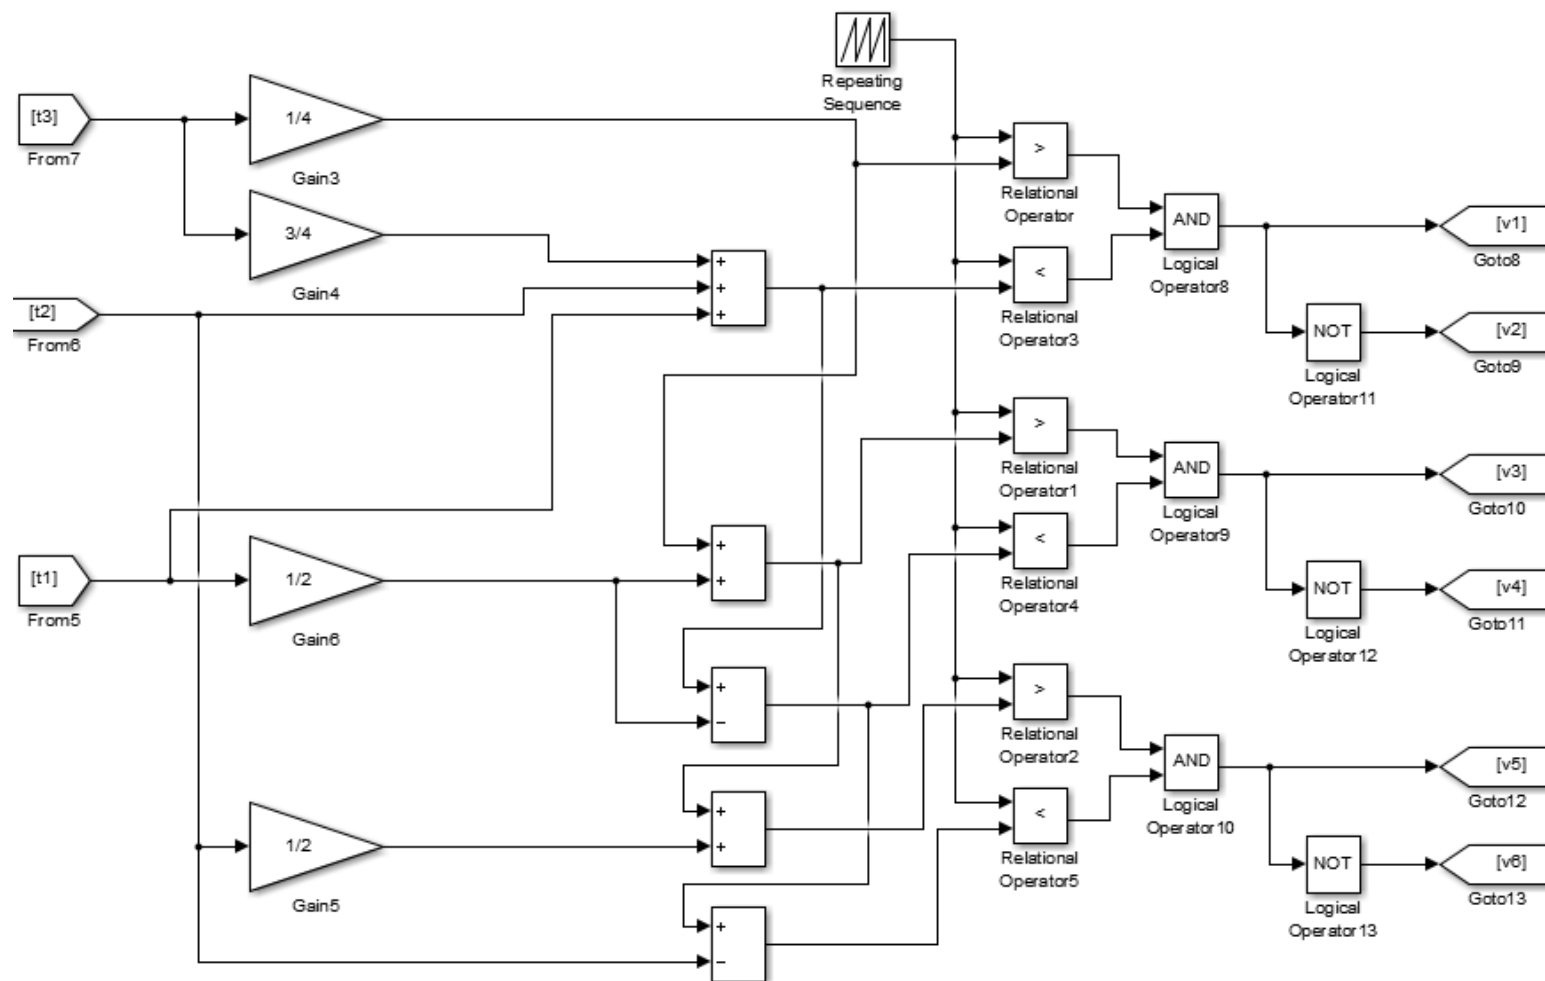 Repeating
Sequence
[t3]
From7
1/4
Gain3
3/4
Gain4
[t2]
From6
+
+
+
>
Relational
Operator
<
Relational
Operator3
AND
Logical
Operator8
[v1]
Goto8
NOT
Logical
Operator11
[v2]
Goto9
[t1]
From5
1/2
Gain6
+
+
>
Relational
Operator1
<
Relational
Operator4
AND
Logical
Operator9
[v3]
Goto10
NOT
Logical
Operator12
[v4]
Goto11
+
−
>
Relational
Operator2
<
Relational
Operator5
AND
Logical
Operator10
[v5]
Goto12
1/2
Gain5
+
+
NOT
Logical
Operator13
[v6]
Goto13
+
−